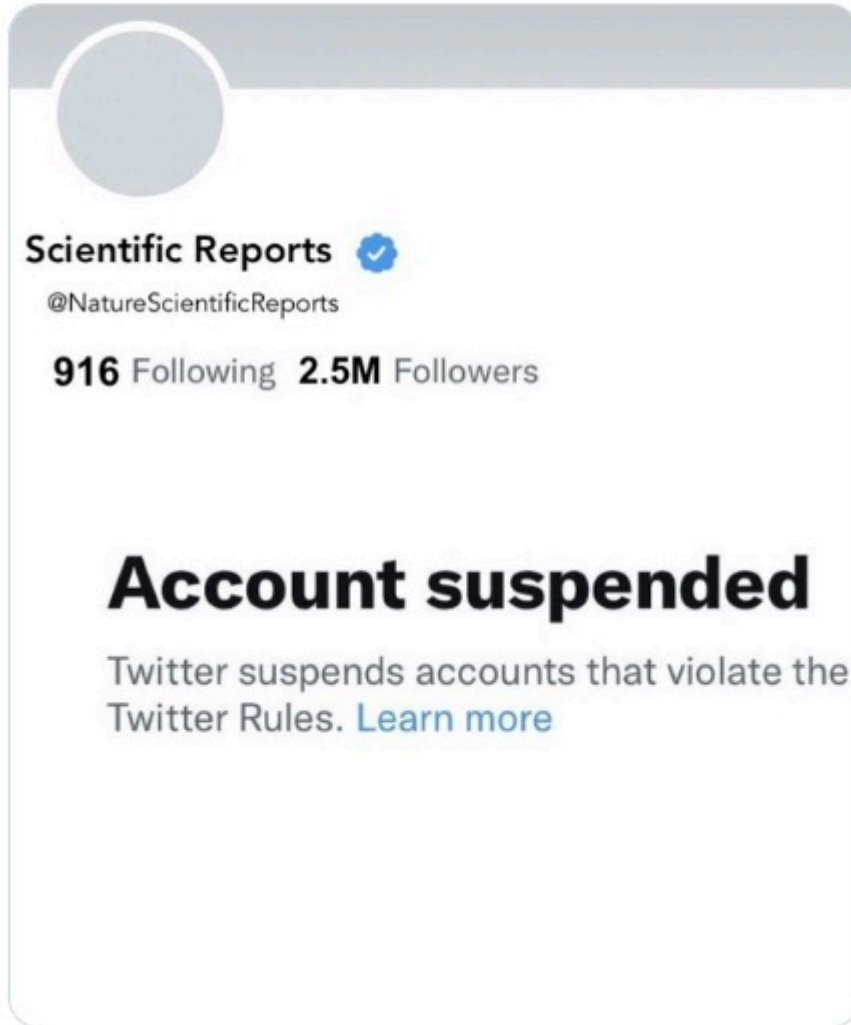 Scientific Reports
@NatureScientificReports
916 Following 2.5M Followers
Account suspended
Twitter suspends accounts that violate the
Twitter Rules. Learn more